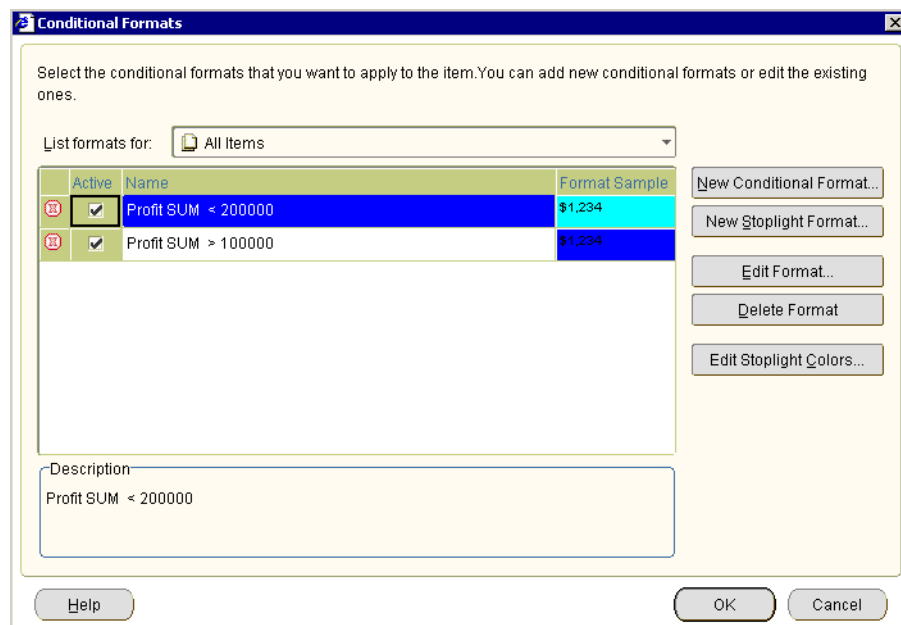 Conditional Formats
Select the conditional formats that you want to apply to the item.You can add new conditional formats or edit the existing
ones.
List formats for: All Items
Active Name Format Sample
Profit SUM < 200000 $1,234
Profit SUM > 100000 $1,234
New Conditional Format...
New Stoplight Format...
Edit Format...
Delete Format
Edit Stoplight Colors...
Description
Profit SUM < 200000
Help OK Cancel